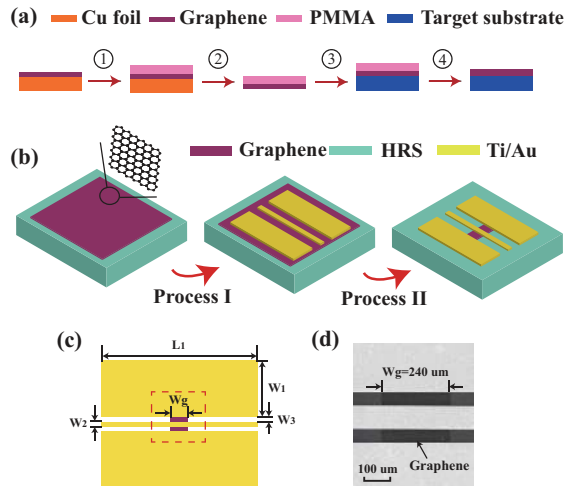 (a) Cu foil Graphene PMMA Target substrate
① ② ③ ④
(b) Graphene HRS Ti/Au
Process I Process II
(c)
L1
Wg
W1
W2
W3
(d)
Wg=240 um
Graphene
100 um